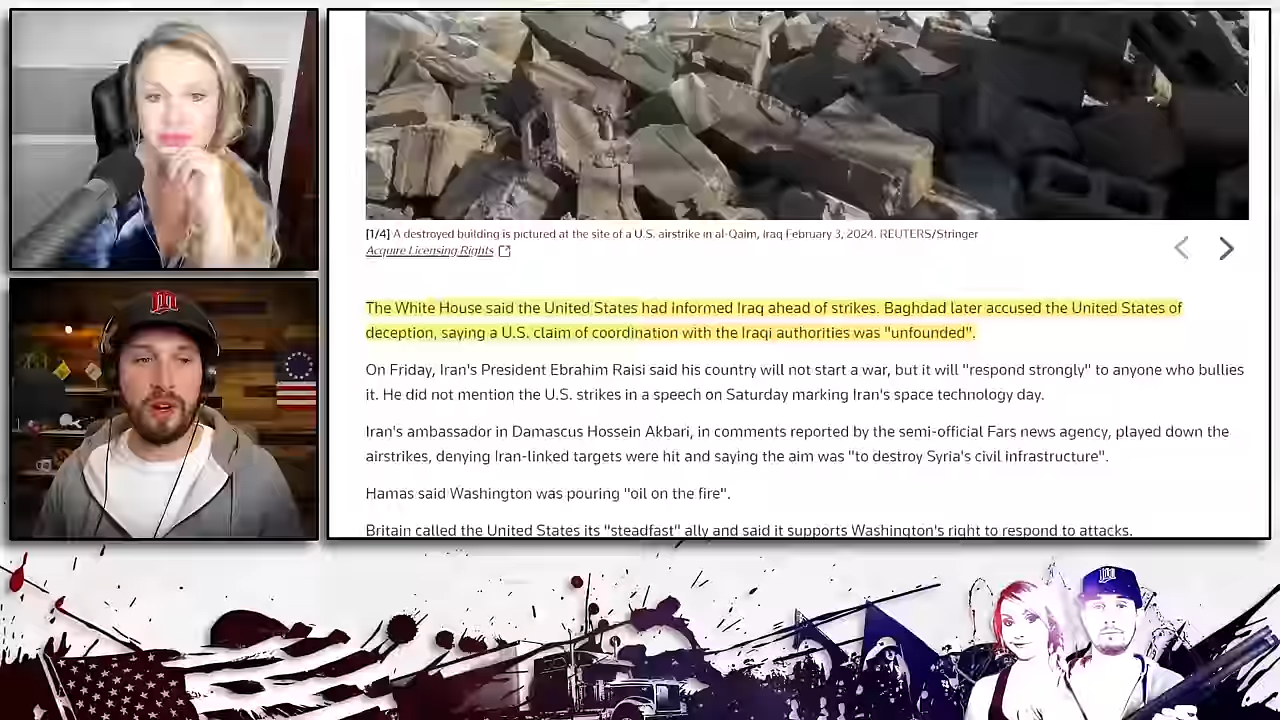 [1/4] A destroyed building is pictured at the site of a U.S. airstrike in al-Qaim, Iraq February 3, 2024. REUTERS/Stringer
Acquire Licensing Rights
The White House said the United States had informed Iraq ahead of strikes. Baghdad later accused the United States of
deception, saying a U.S. claim of coordination with the Iraqi authorities was "unfounded".
On Friday, Iran's President Ebrahim Raisi said his country will not start a war, but it will "respond strongly" to anyone who bullies
it. He did not mention the U.S. strikes in a speech on Saturday marking Iran's space technology day.
Iran's ambassador in Damascus Hossein Akbari, in comments reported by the semi-official Fars news agency, played down the
airstrikes, denying Iran-linked targets were hit and saying the aim was "to destroy Syria's civil infrastructure".
Hamas said Washington was pouring "oil on the fire".
Britain called the United States its "steadfast" ally and said it supports Washington's right to respond to attacks.